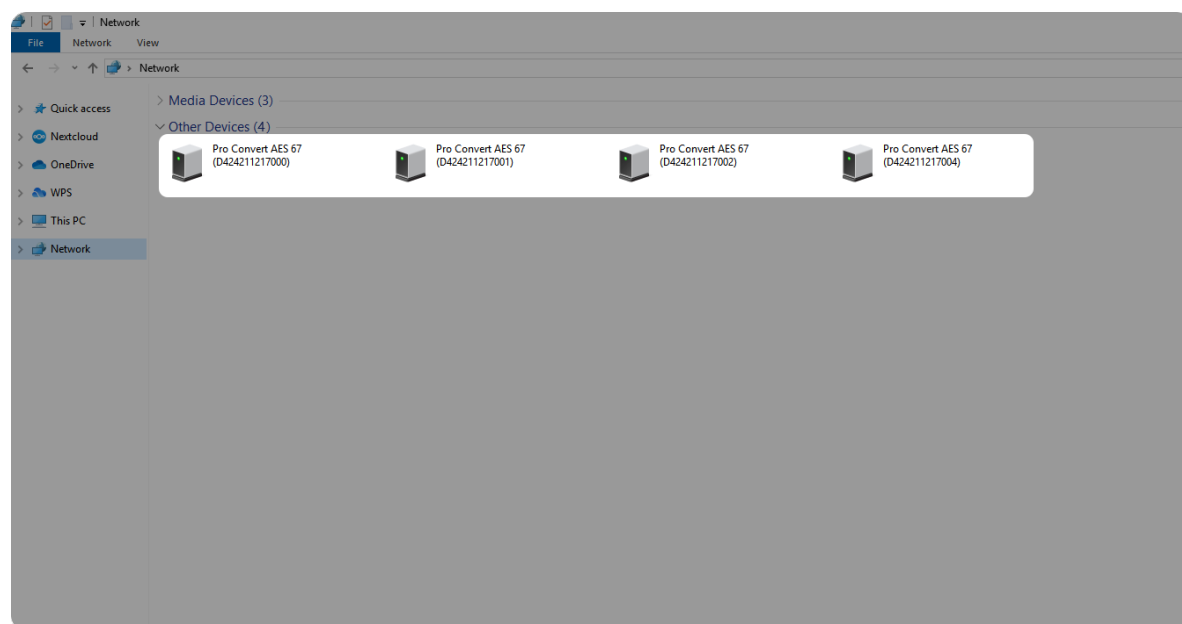 Network
File Network View
Network
Quick access
Nextcloud
OneDrive
WPS
This PC
Network
Media Devices (3)
Other Devices (4)
Pro Convert AES 67
(D424211217000)
Pro Convert AES 67
(D424211217001)
Pro Convert AES 67
(D424211217002)
Pro Convert AES 67
(D424211217004)